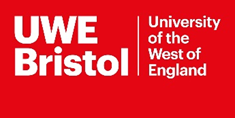 UWE
Bristol
University
of the
West of
England